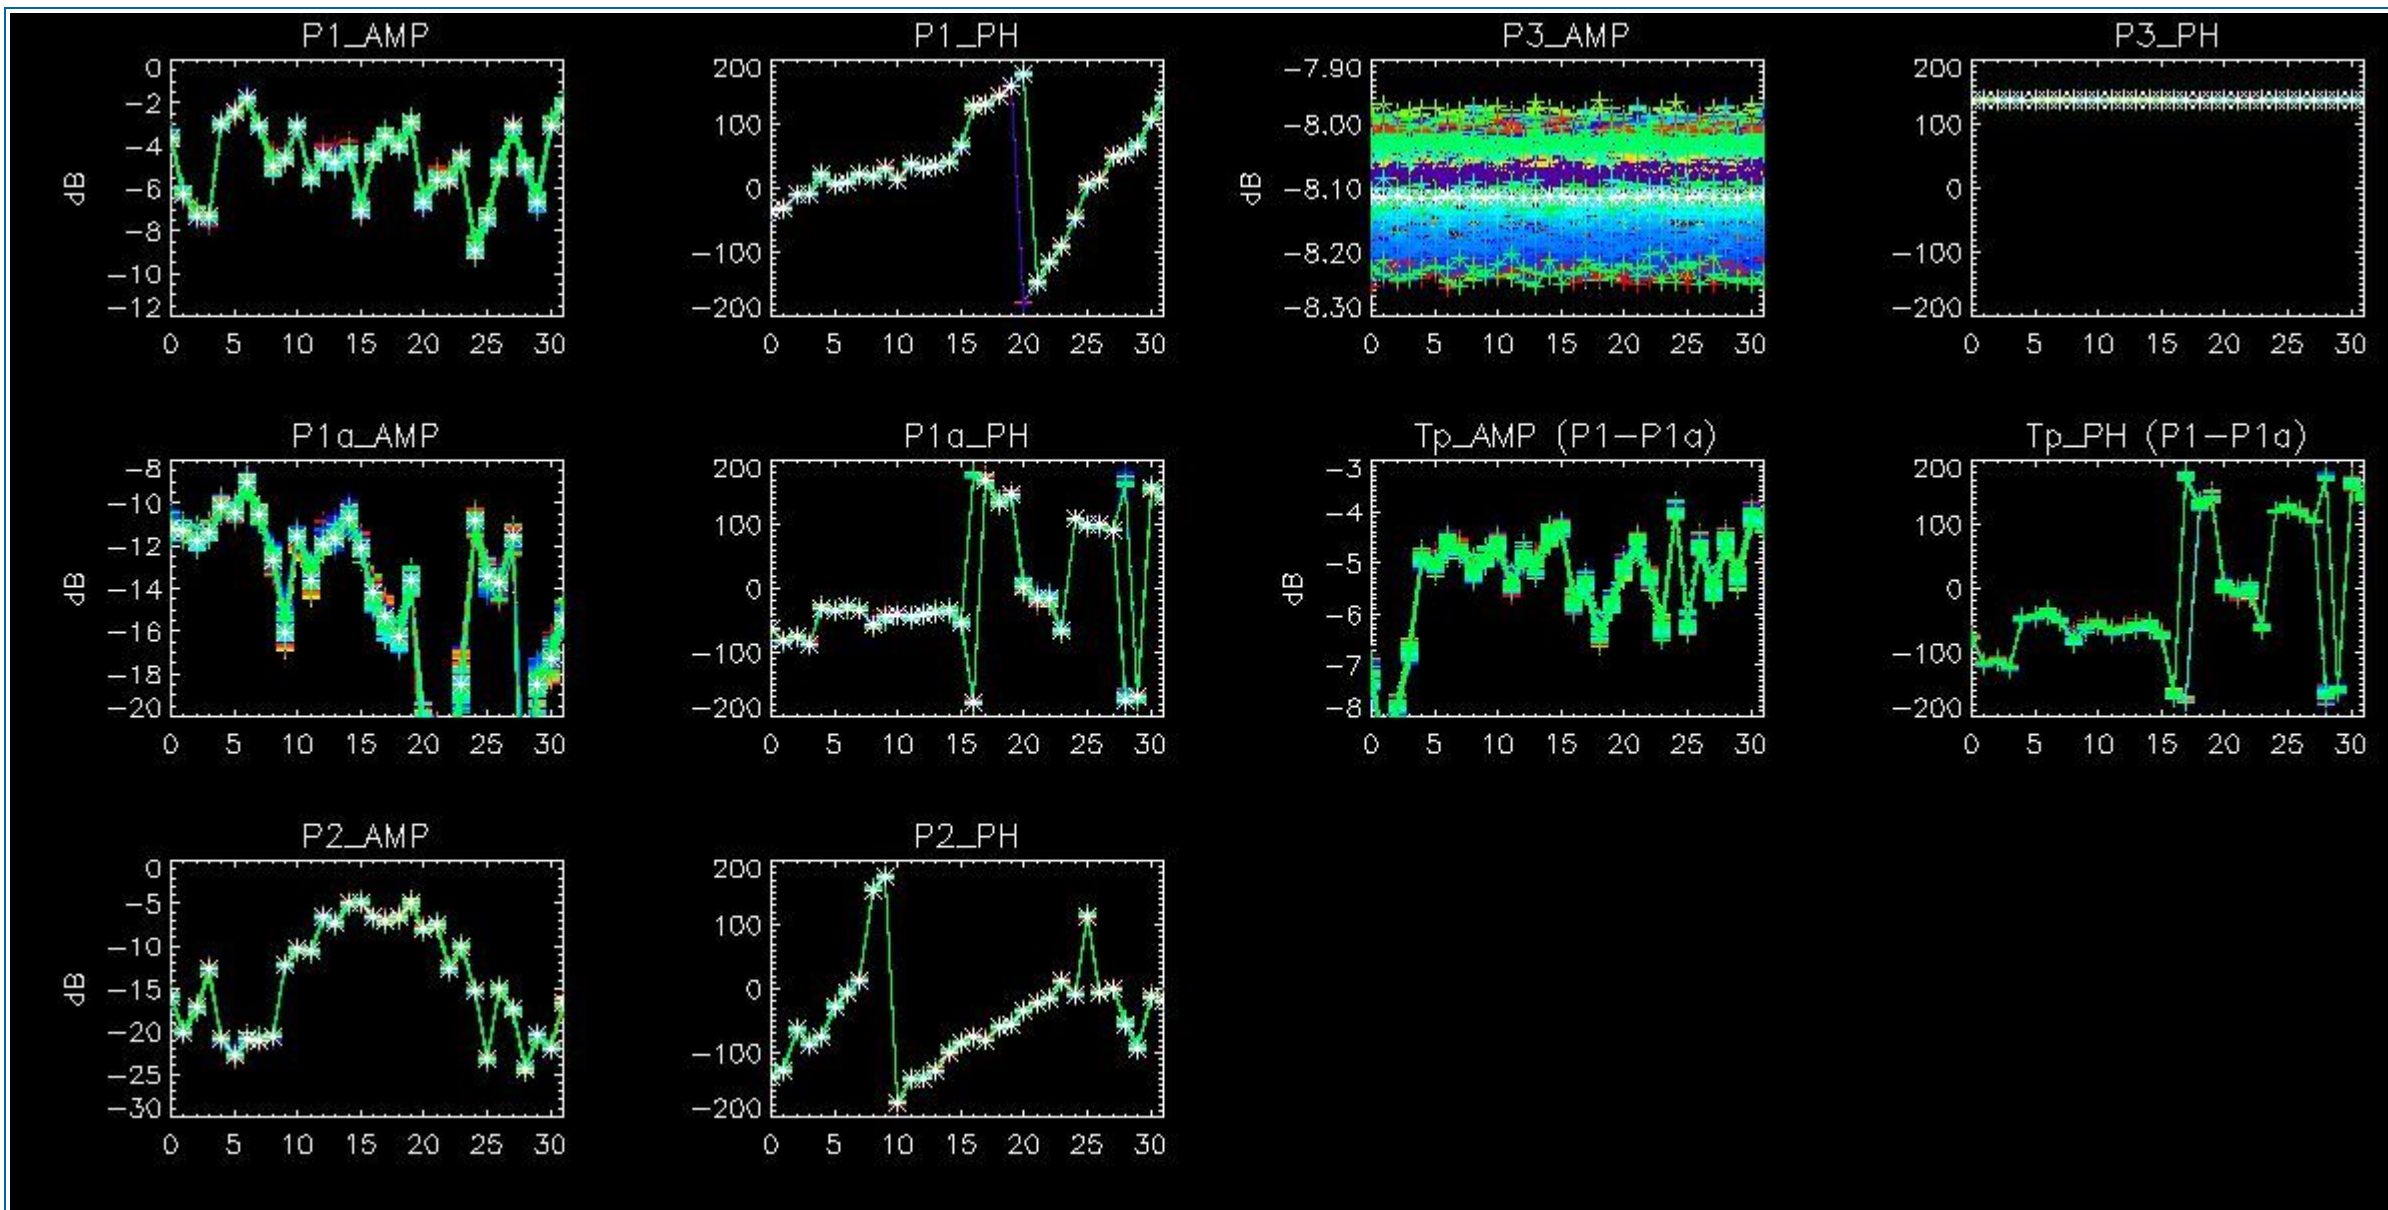 P1_AMP
P1_PH
P3_AMP
P3_PH
0
−2
−4
−6
−8
−10
−12
dB
0 5 10 15 20 25 30
200
100
0
−100
−200
0 5 10 15 20 25 30
−7.90
−8.00
−8.10
−8.20
−8.30
dB
0 5 10 15 20 25 30
200
100
0
−100
−200
0 5 10 15 20 25 30
P1a_AMP
P1a_PH
Tp_AMP (P1−P1a)
Tp_PH (P1−P1a)
−8
−10
−12
−14
−16
−18
−20
dB
0 5 10 15 20 25 30
200
100
0
−100
−200
0 5 10 15 20 25 30
−3
−4
−5
−6
−7
−8
dB
0 5 10 15 20 25 30
200
100
0
−100
−200
0 5 10 15 20 25 30
P2_AMP
P2_PH
0
−5
−10
−15
−20
−25
−30
dB
0 5 10 15 20 25 30
200
100
0
−100
−200
0 5 10 15 20 25 30